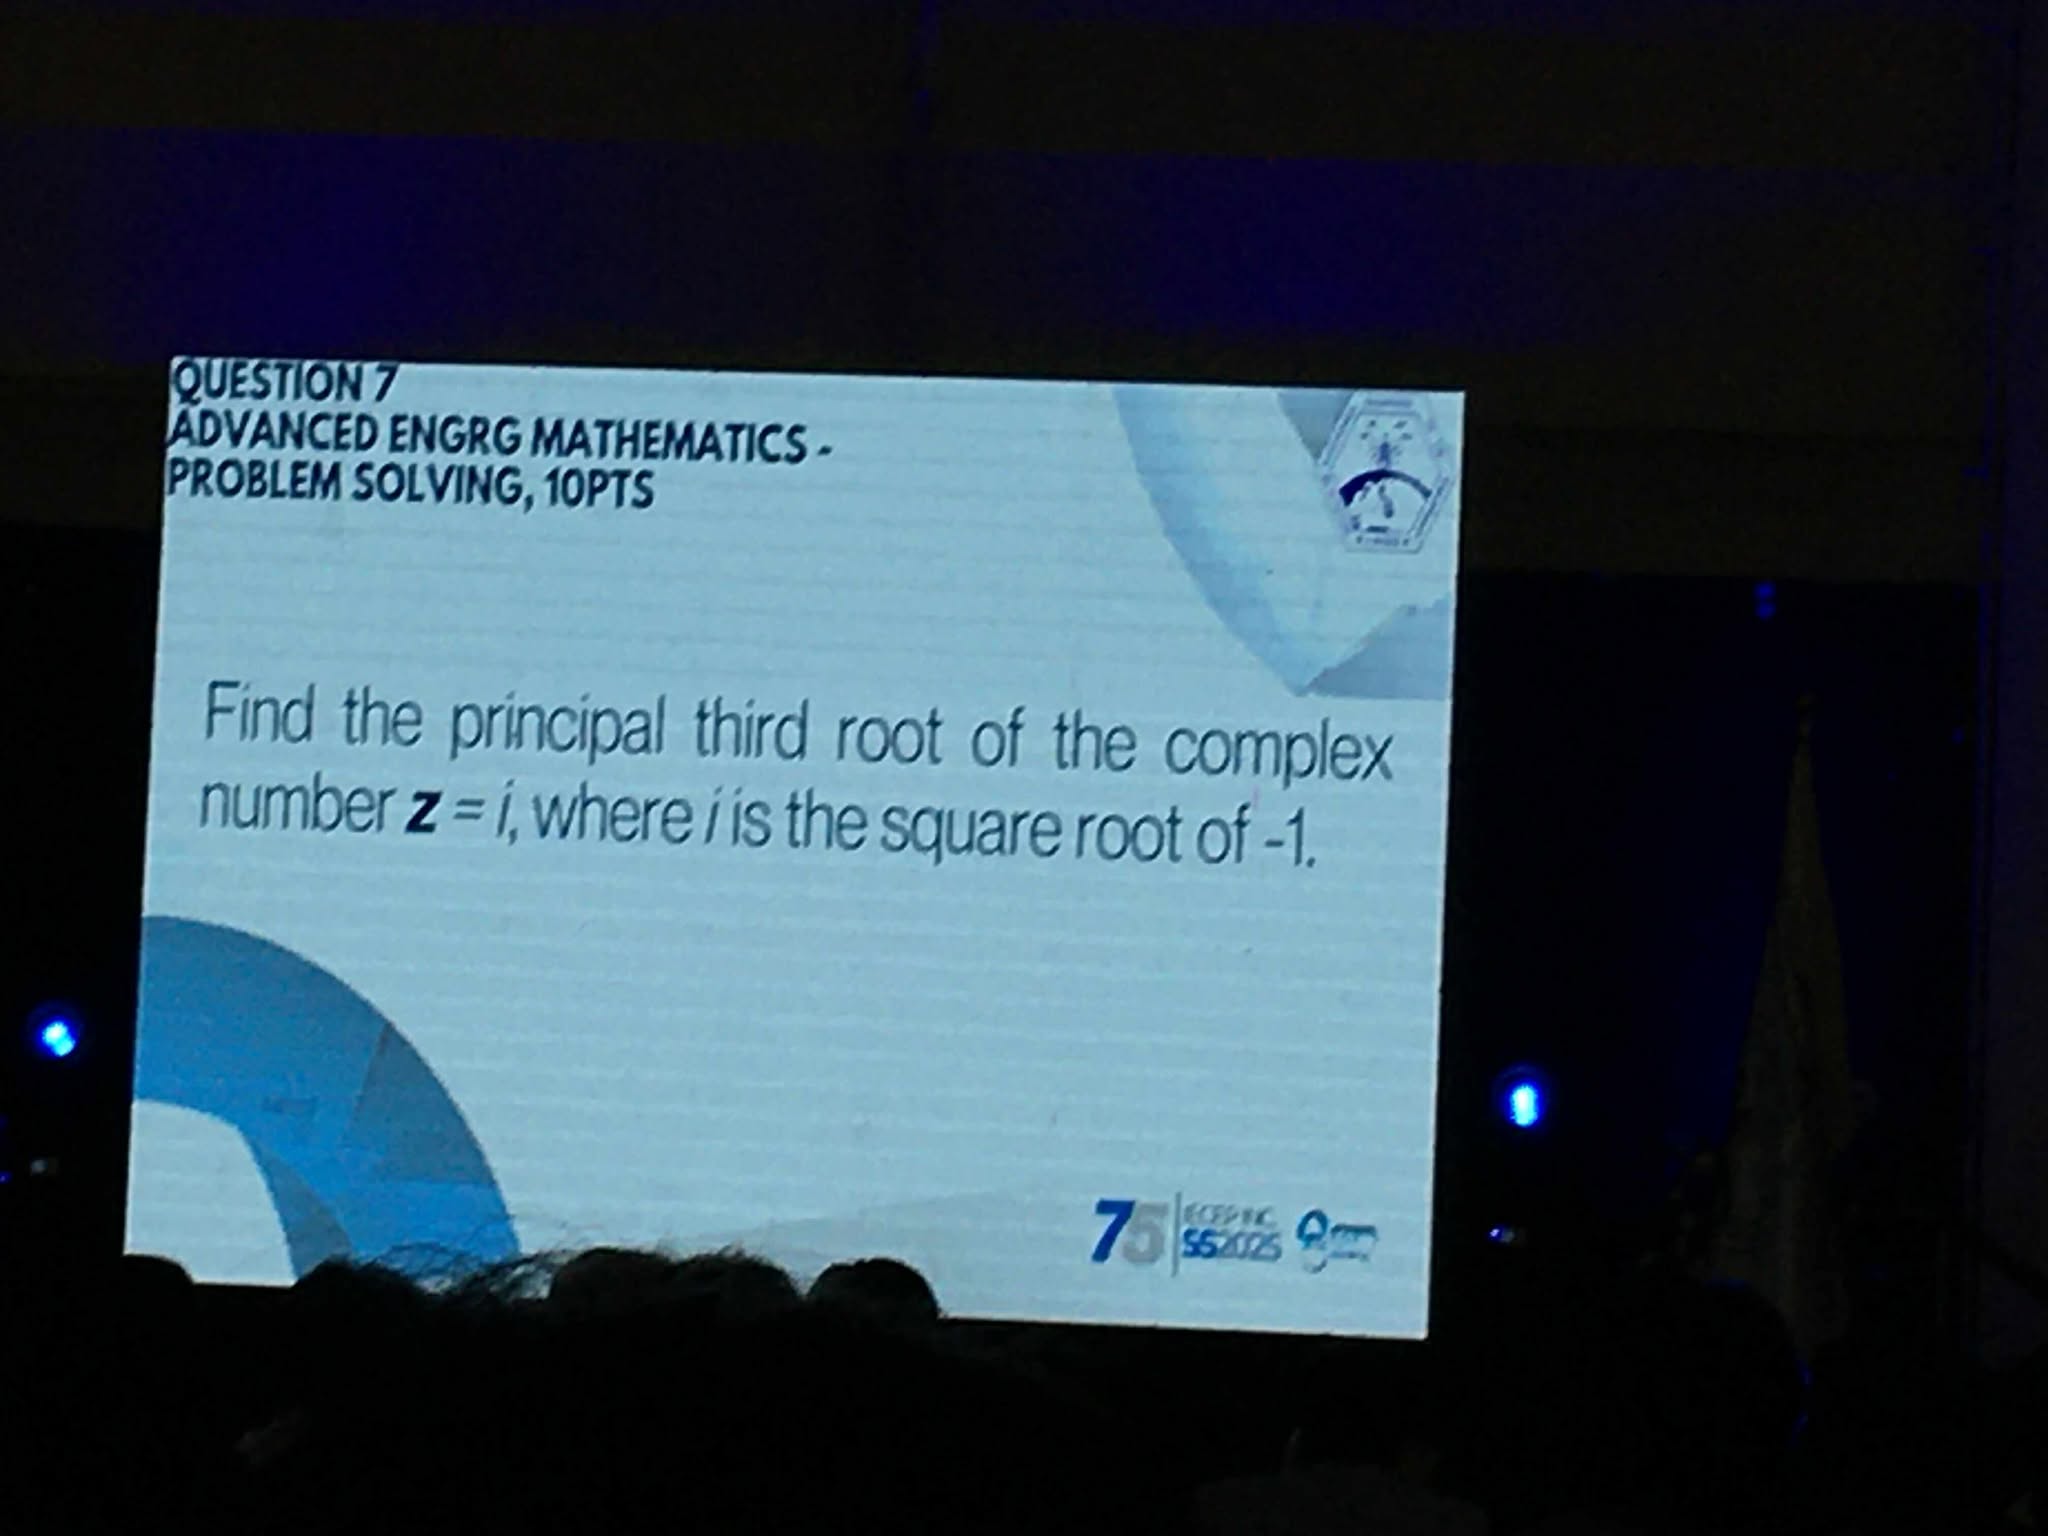 QUESTION 7
ADVANCED ENGRG MATHEMATICS -
PROBLEM SOLVING, 10PTS
Find the principal third root of the complex
number z = i, where i is the square root of -1.
75
IECEP INC.
SS2025